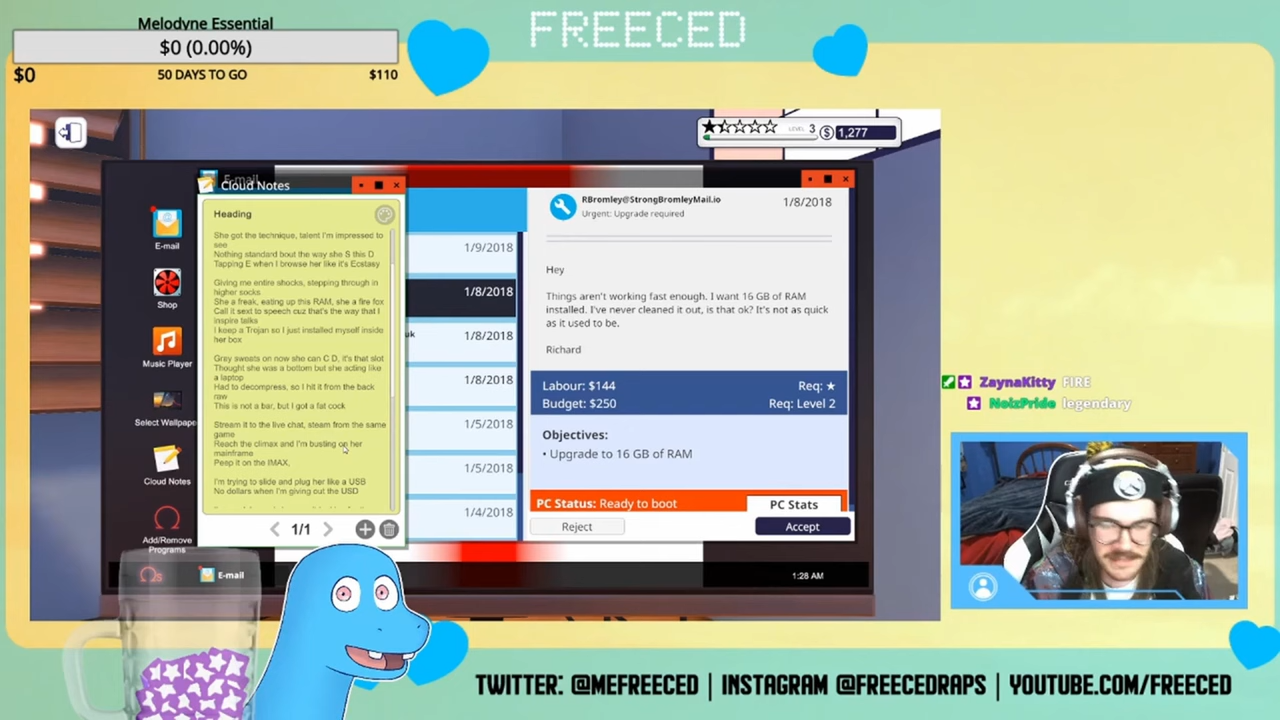 Melodyne Essential
$0 (0.00%)
$0
50 DAYS TO GO
$110
FREECED
LEVEL 3
1,277
E-mail
Cloud Notes
Heading
She got the technique, talent I'm impressed to
see
Nothing standard bout the way she S this D
Tapping E when I browse her like it's Ecstasy
Giving me entire shocks, stepping through in
higher socks
She a freak, eating up this RAM, she a fire fox
Call it sext to speech cuz that's the way that I
inspire talks
I keep a Trojan so I just installed myself inside
her box
Gray sweats on now she can C D, it's that slot
Thought she was a bottom but she acting like
a laptop
Had to decompress, so I hit it from the back
raw
This is not a bar, but I got a fat cock
Stream it to the live chat, steam from the same
game
Reach the climax and I'm busting on her
mainframe
Peep it on the IMAX,
I'm trying to slide and plug her like a USB
No dollars when I'm giving out the USD
1/1
E-mail
Shop
Music Player
Select Wallpape
Cloud Notes
Add/Remove
Programs
1/9/2018
1/8/2018
uk
1/8/2018
1/8/2018
1/5/2018
1/5/2018
1/4/2018
RBromley@StrongBromleyMail.io
1/8/2018
Urgent: Upgrade required
Hey
Things aren't working fast enough. I want 16 GB of RAM
installed. I've never cleaned it out, is that ok? It's not as quick
as it used to be.
Richard
Labour: $144
Req: ★
Budget: $250
Req: Level 2
Objectives:
• Upgrade to 16 GB of RAM
PC Status: Ready to boot
PC Stats
Reject
Accept
E-mail
1:28 AM
ZaynaKitty FIRE
NoizPride legendary
TWITTER: @MEFREECED | INSTAGRAM @FREECEDRAPS | YOUTUBE.COM/FREECED